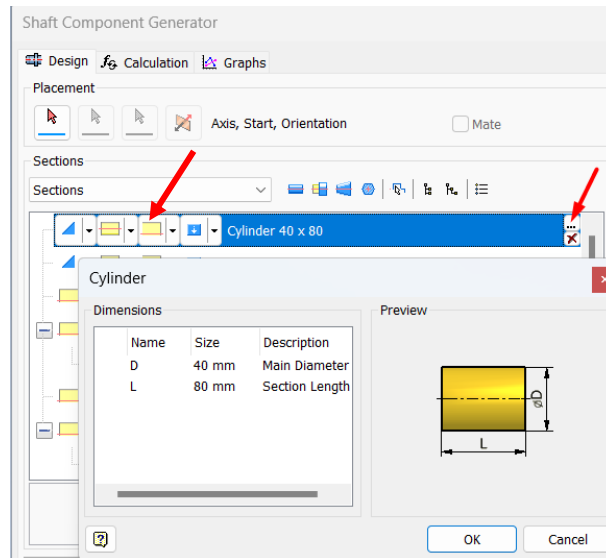 Shaft Component Generator
Design Calculation Graphs
Placement
Axis, Start, Orientation Mate
Sections
Sections
Cylinder 40 x 80
Cylinder
Dimensions Preview
Name Size Description
D 40 mm Main Diameter
L 80 mm Section Length
øD
L
OK Cancel